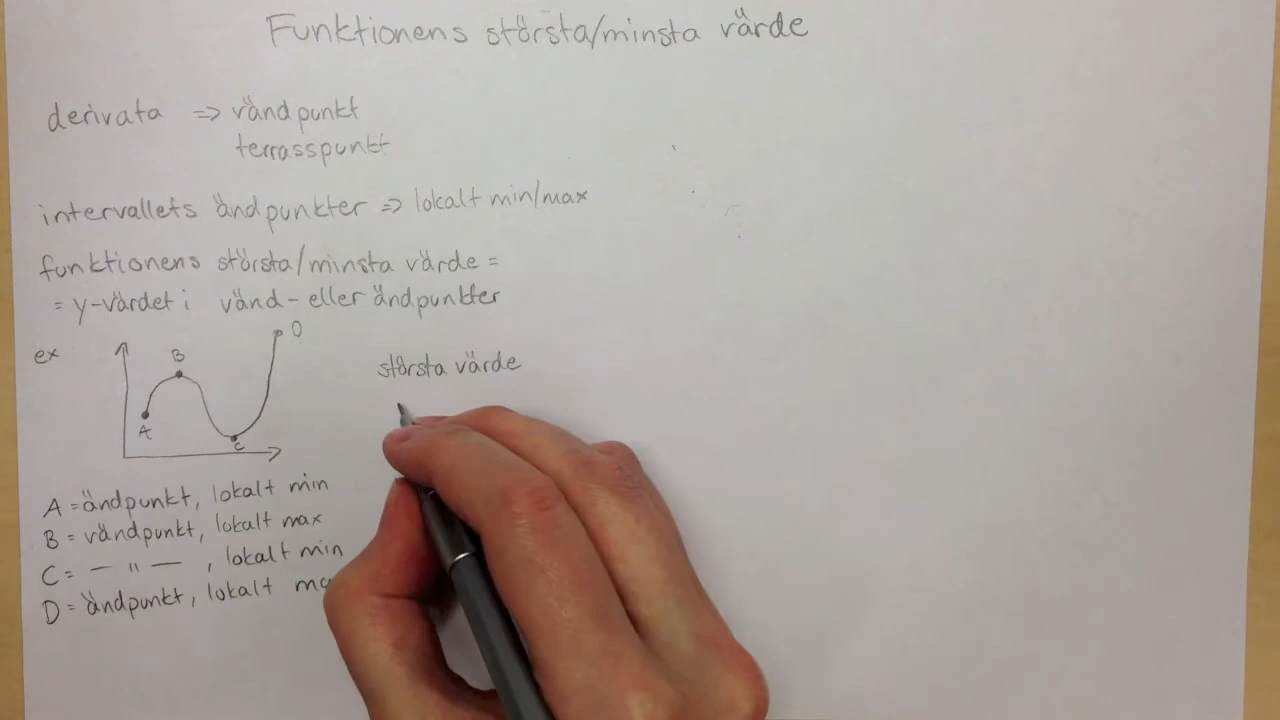 Funktionens största/minsta värde
derivata => vändpunkt
terrasspunkt
intervallets ändpunkter => lokalt min/max
funktionens största/minsta värde =
= y-värdet i vänd- eller ändpunkter
ex
D
B
A
C
största värde
A = ändpunkt, lokalt min
B = vändpunkt, lokalt max
C = — " — , lokalt min
D = ändpunkt, lokalt ma